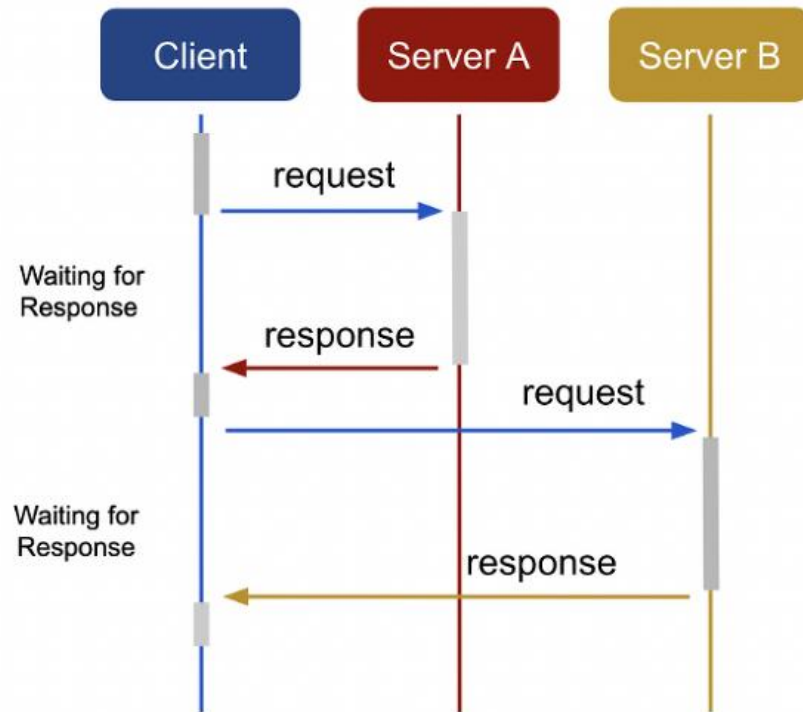 Client
Server A
Server B
request
Waiting for
Response
response
request
Waiting for
Response
response